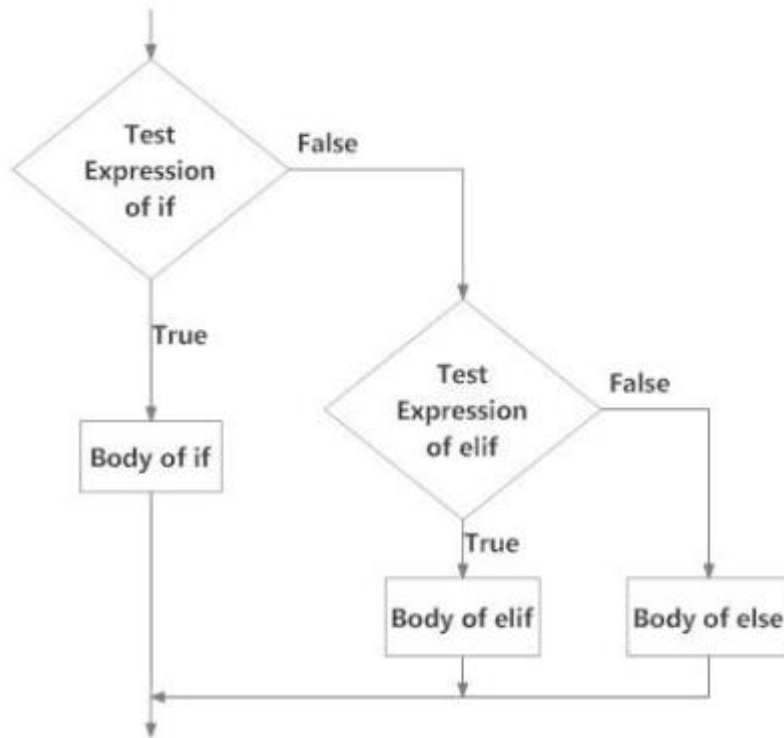 Test
Expression
of if
False
True
Body of if
Test
Expression
of elif
False
True
Body of elif
Body of else